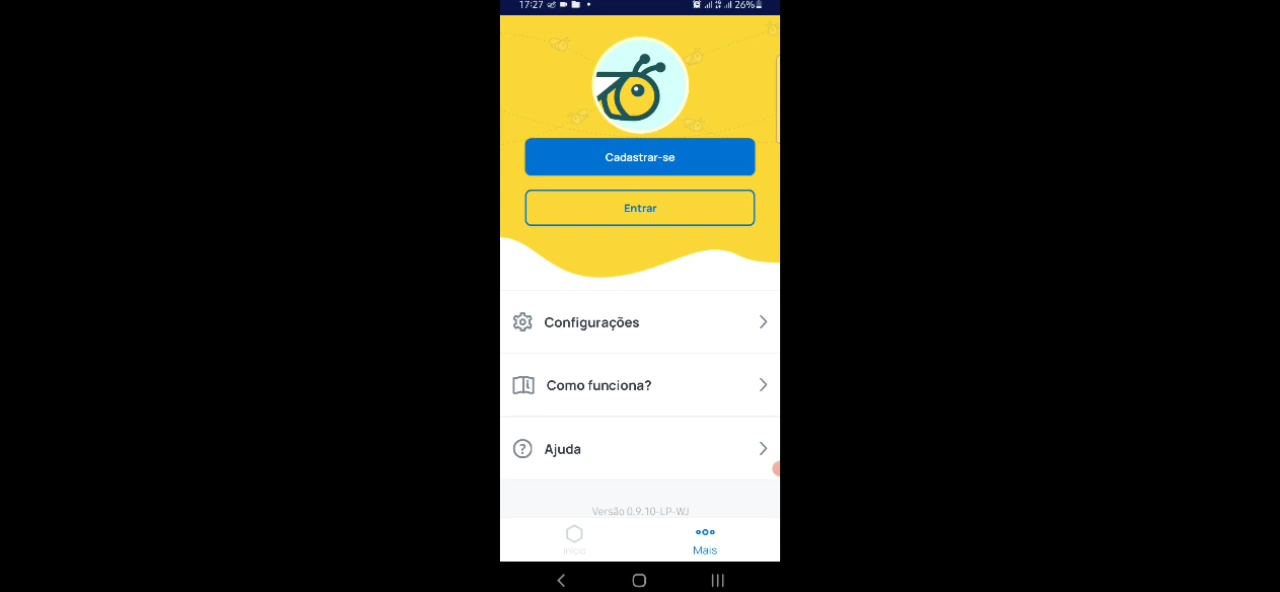 17:27 26%
Cadastrar-se
Entrar
Configurações
Como funciona?
Ajuda
Versão 0.9.10-LP-WJ
Início
Mais